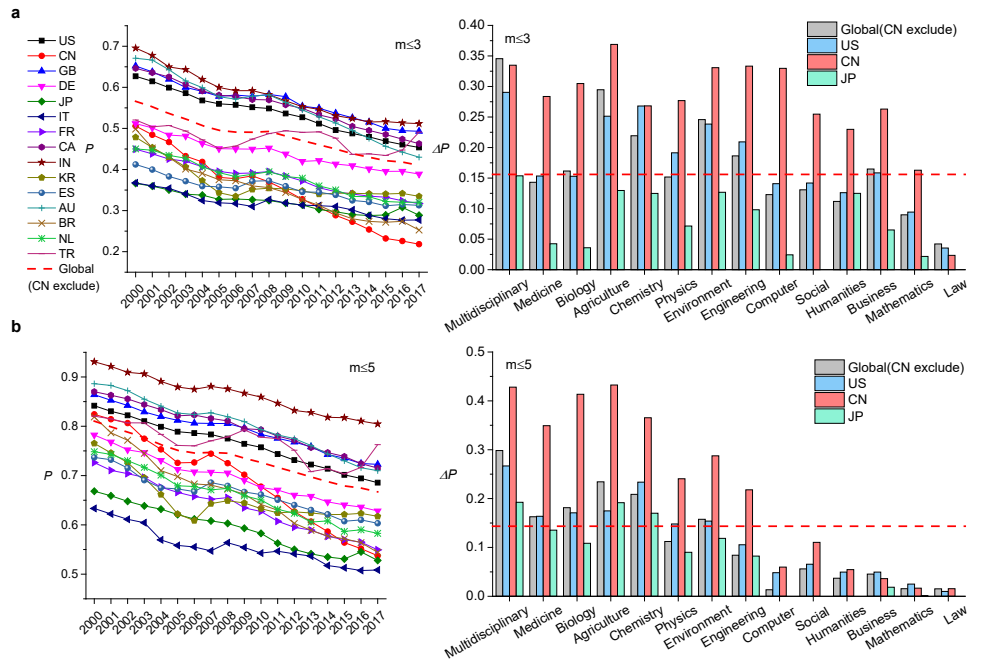 a
US
CN
GB
DE
JP
IT
FR
CA
IN
KR
ES
AU
BR
NL
TR
Global
(CN exclude)
m≤3
P
0.7
0.6
0.5
0.4
0.3
0.2
2000 2001 2002 2003 2004 2005 2006 2007 2008 2009 2010 2011 2012 2013 2014 2015 2016 2017
m≤3
Global(CN exclude)
US
CN
JP
ΔP
0.40
0.35
0.30
0.25
0.20
0.15
0.10
0.05
0.00
Multidisciplinary Medicine Biology Agriculture Chemistry Physics Environment Engineering Computer Social Humanities Business Mathematics Law
b
m≤5
P
0.9
0.8
0.7
0.6
0.5
2000 2001 2002 2003 2004 2005 2006 2007 2008 2009 2010 2011 2012 2013 2014 2015 2016 2017
m≤5
Global(CN exclude)
US
CN
JP
ΔP
0.5
0.4
0.3
0.2
0.1
0.0
Multidisciplinary Medicine Biology Agriculture Chemistry Physics Environment Engineering Computer Social Humanities Business Mathematics Law